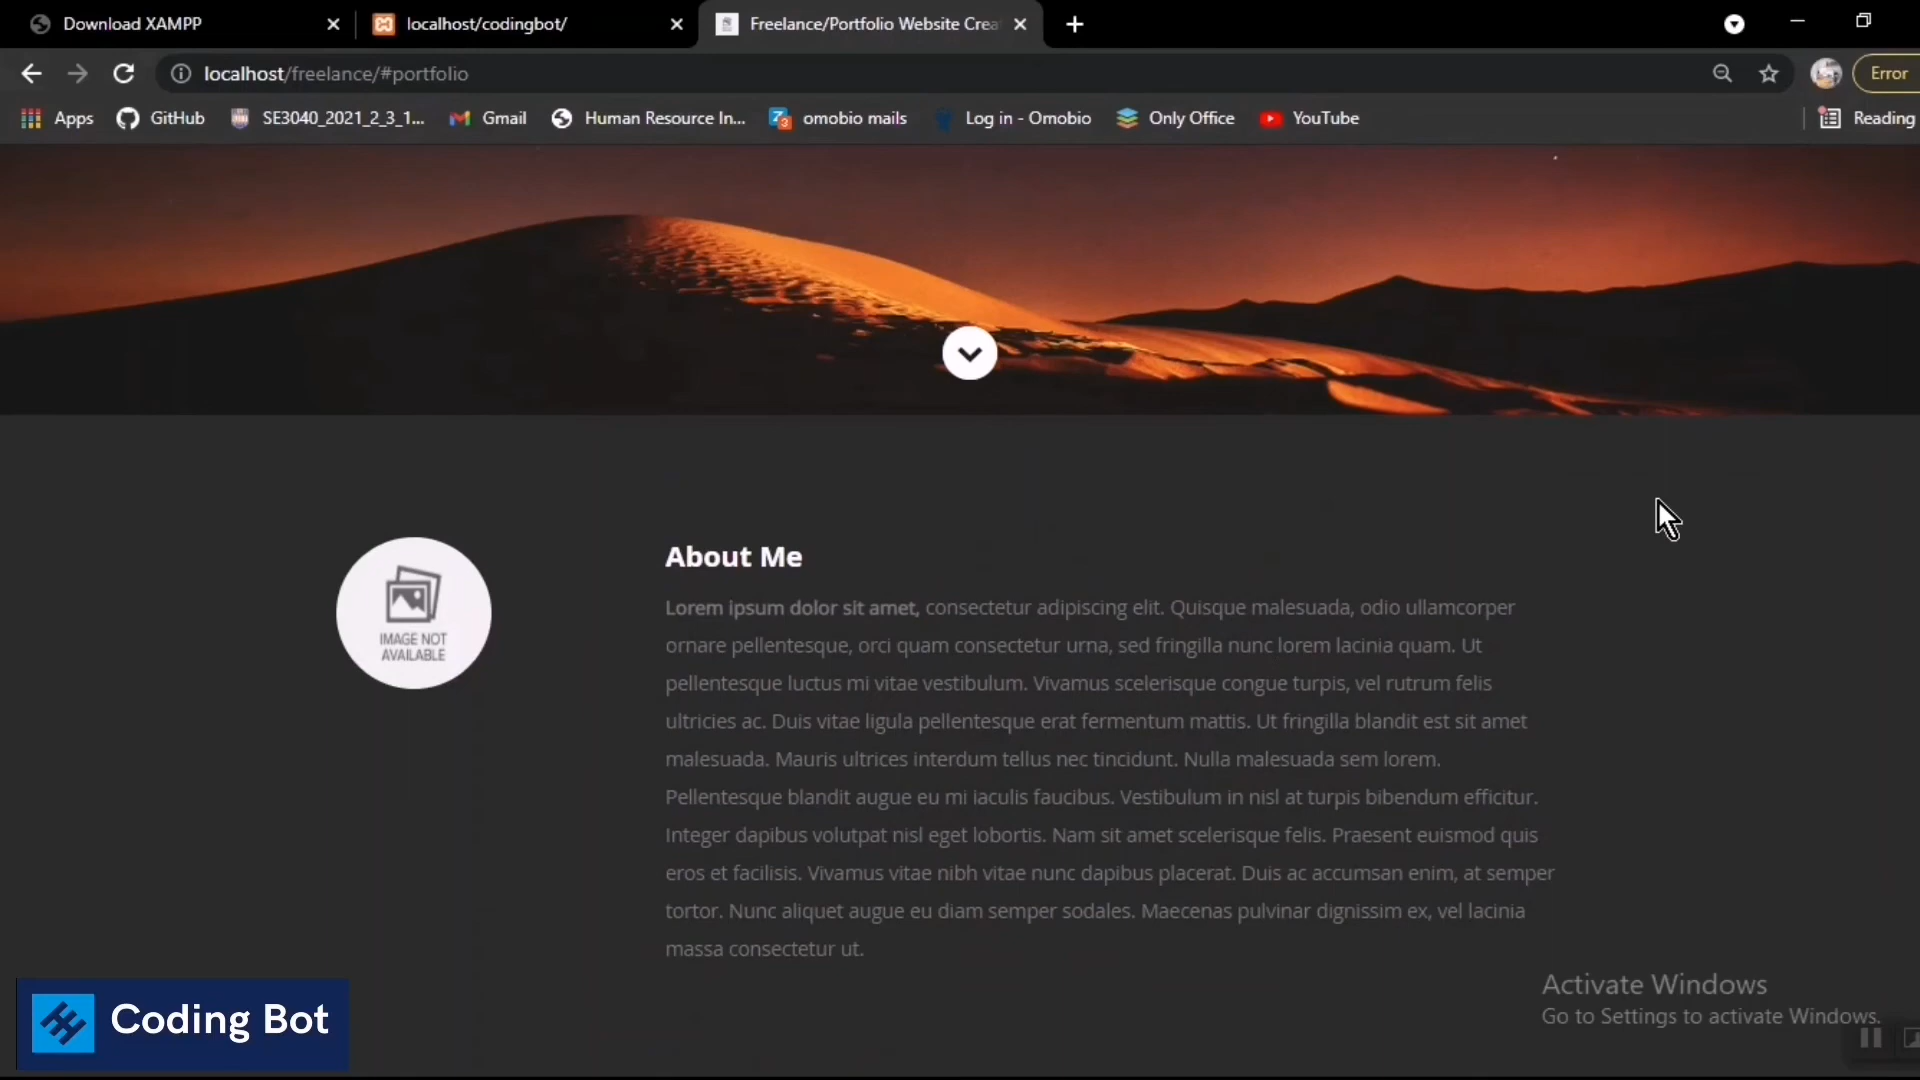 Download XAMPP
localhost/codingbot/
Freelance/Portfolio Website Crea
localhost/freelance/#portfolio
Error
Apps
GitHub
SE3040_2021_2_3_1...
Gmail
Human Resource In...
omobio mails
Log in - Omobio
Only Office
YouTube
Reading
IMAGE NOT
AVAILABLE
About Me
Lorem ipsum dolor sit amet, consectetur adipiscing elit. Quisque malesuada, odio ullamcorper
ornare pellentesque, orci quam consectetur urna, sed fringilla nunc lorem lacinia quam. Ut
pellentesque luctus mi vitae vestibulum. Vivamus scelerisque congue turpis, vel rutrum felis
ultricies ac. Duis vitae ligula pellentesque erat fermentum mattis. Ut fringilla blandit est sit amet
malesuada. Mauris ultrices interdum tellus nec tincidunt. Nulla malesuada sem lorem.
Pellentesque blandit augue eu mi iaculis faucibus. Vestibulum in nisl at turpis bibendum efficitur.
Integer dapibus volutpat nisl eget lobortis. Nam sit amet scelerisque felis. Praesent euismod quis
eros et facilisis. Vivamus vitae nibh vitae nunc dapibus placerat. Duis ac accumsan enim, at semper
tortor. Nunc aliquet augue eu diam semper sodales. Maecenas pulvinar dignissim ex, vel lacinia
massa consectetur ut.
Coding Bot
Activate Windows
Go to Settings to activate Windows.